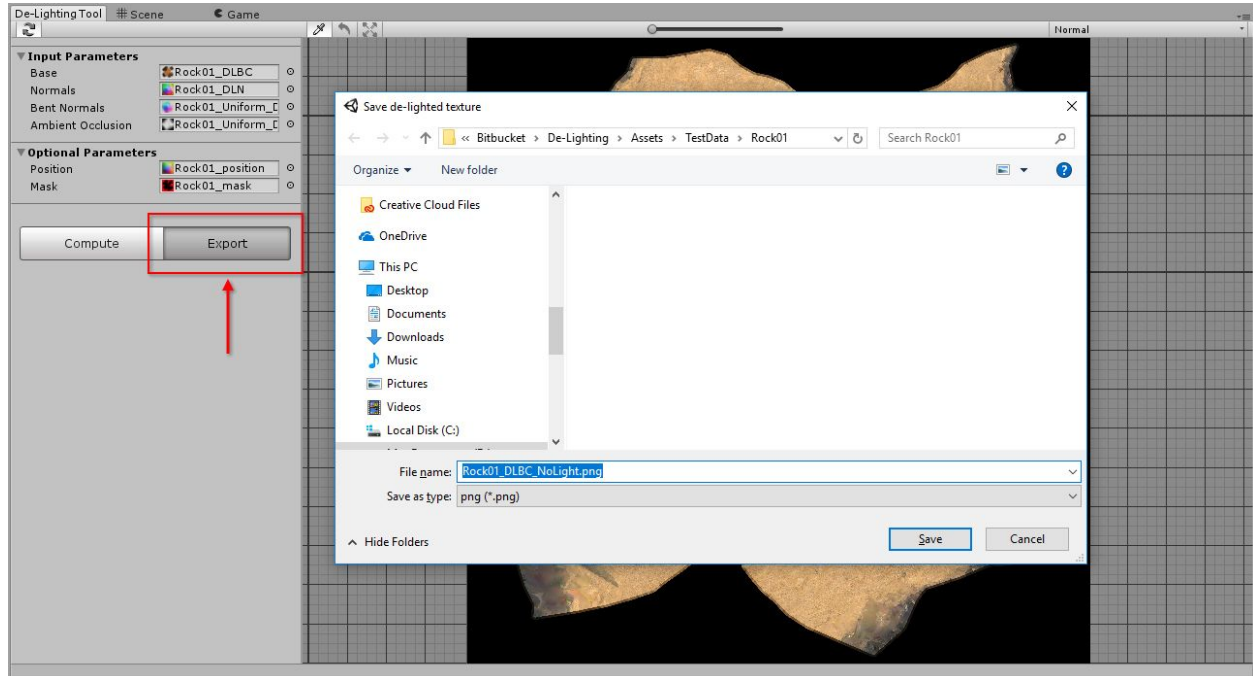 De-Lighting Tool
Scene
Game
Normal
Input Parameters
Base
Rock01_DLBC
Normals
Rock01_DLN
Bent Normals
Rock01_Uniform_D
Ambient Occlusion
Rock01_Uniform_D
Optional Parameters
Position
Rock01_position
Mask
Rock01_mask
Compute
Export
Save de-lighted texture
« Bitbucket > De-Lighting > Assets > TestData > Rock01
Search Rock01
Organize
New folder
Creative Cloud Files
OneDrive
This PC
Desktop
Documents
Downloads
Music
Pictures
Videos
Local Disk (C:)
File name:
Rock01_DLBC_NoLight.png
Save as type:
png (*.png)
Hide Folders
Save
Cancel